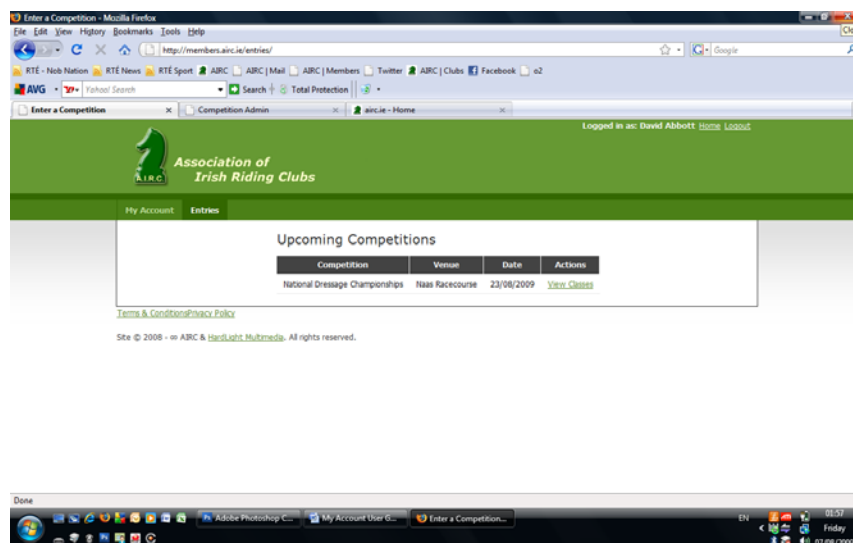 Enter a Competition - Mozilla Firefox
File Edit View History Bookmarks Tools Help
http://members.airc.ie/entries/
Google
RTÉ - Nob Nation RTÉ News RTÉ Sport AIRC AIRC | Mail AIRC | Members Twitter AIRC | Clubs Facebook o2
AVG Yahoo! Search Search Total Protection
Enter a Competition Competition Admin airc.ie - Home
Logged in as: David Abbott Home Logout
A.I.R.C.
Association of
Irish Riding Clubs
My Account Entries
Upcoming Competitions
Competition Venue Date Actions
National Dressage Championships Naas Racecourse 23/08/2009 View Classes
Terms & ConditionsPrivacy Policy
Site © 2008 - ∞ AIRC & HardLight Multimedia. All rights reserved.
Done
Adobe Photoshop C... My Account User G... Enter a Competition... EN 01:57
Friday